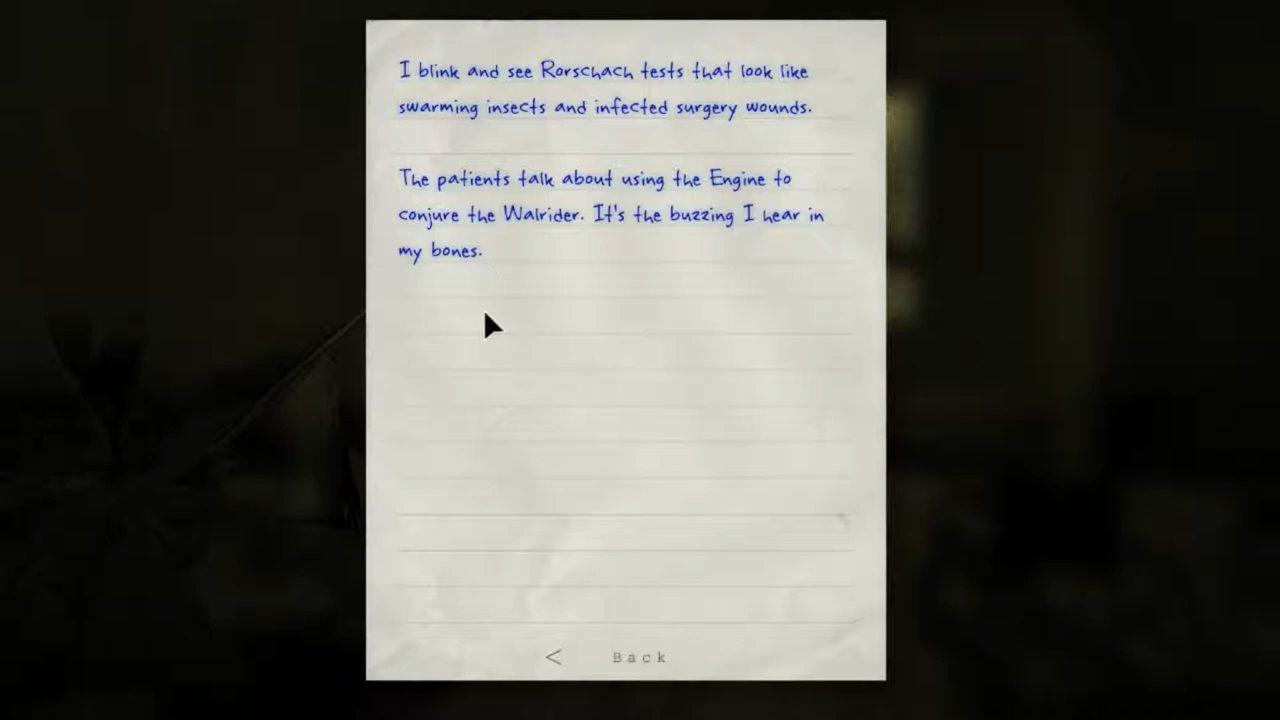 I blink and see Rorschach tests that look like
swarming insects and infected surgery wounds.
The patients talk about using the Engine to
conjure the Walrider. It's the buzzing I hear in
my bones.
< Back